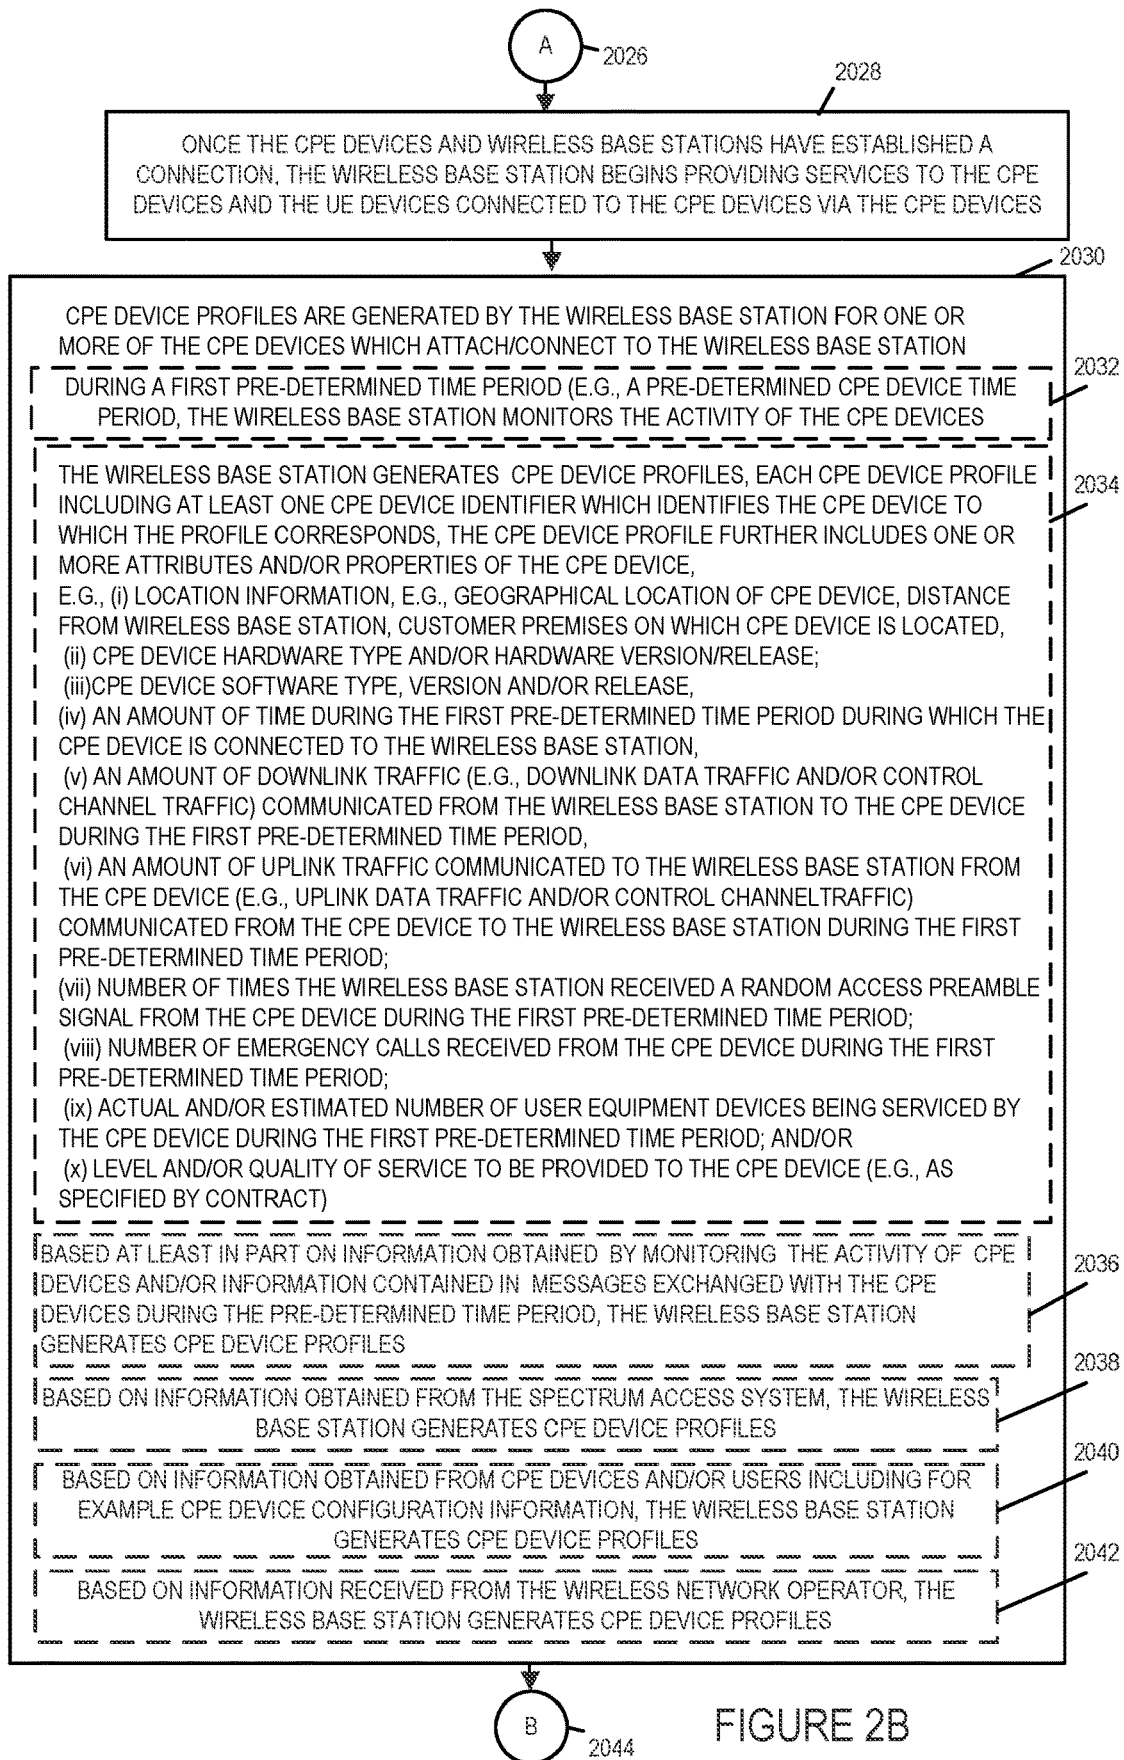 A
2026
2028
ONCE THE CPE DEVICES AND WIRELESS BASE STATIONS HAVE ESTABLISHED A
CONNECTION, THE WIRELESS BASE STATION BEGINS PROVIDING SERVICES TO THE CPE
DEVICES AND THE UE DEVICES CONNECTED TO THE CPE DEVICES VIA THE CPE DEVICES
2030
CPE DEVICE PROFILES ARE GENERATED BY THE WIRELESS BASE STATION FOR ONE OR
MORE OF THE CPE DEVICES WHICH ATTACH/CONNECT TO THE WIRELESS BASE STATION
2032
DURING A FIRST PRE-DETERMINED TIME PERIOD (E.G., A PRE-DETERMINED CPE DEVICE TIME
PERIOD, THE WIRELESS BASE STATION MONITORS THE ACTIVITY OF THE CPE DEVICES
2034
THE WIRELESS BASE STATION GENERATES CPE DEVICE PROFILES, EACH CPE DEVICE PROFILE
INCLUDING AT LEAST ONE CPE DEVICE IDENTIFIER WHICH IDENTIFIES THE CPE DEVICE TO
WHICH THE PROFILE CORRESPONDS, THE CPE DEVICE PROFILE FURTHER INCLUDES ONE OR
MORE ATTRIBUTES AND/OR PROPERTIES OF THE CPE DEVICE,
E.G., (i) LOCATION INFORMATION, E.G., GEOGRAPHICAL LOCATION OF CPE DEVICE, DISTANCE
FROM WIRELESS BASE STATION, CUSTOMER PREMISES ON WHICH CPE DEVICE IS LOCATED,
(ii) CPE DEVICE HARDWARE TYPE AND/OR HARDWARE VERSION/RELEASE;
(iii)CPE DEVICE SOFTWARE TYPE, VERSION AND/OR RELEASE,
(iv) AN AMOUNT OF TIME DURING THE FIRST PRE-DETERMINED TIME PERIOD DURING WHICH THE
CPE DEVICE IS CONNECTED TO THE WIRELESS BASE STATION,
(v) AN AMOUNT OF DOWNLINK TRAFFIC (E.G., DOWNLINK DATA TRAFFIC AND/OR CONTROL
CHANNEL TRAFFIC) COMMUNICATED FROM THE WIRELESS BASE STATION TO THE CPE DEVICE
DURING THE FIRST PRE-DETERMINED TIME PERIOD,
(vi) AN AMOUNT OF UPLINK TRAFFIC COMMUNICATED TO THE WIRELESS BASE STATION FROM
THE CPE DEVICE (E.G., UPLINK DATA TRAFFIC AND/OR CONTROL CHANNELTRAFFIC)
COMMUNICATED FROM THE CPE DEVICE TO THE WIRELESS BASE STATION DURING THE FIRST
PRE-DETERMINED TIME PERIOD;
(vii) NUMBER OF TIMES THE WIRELESS BASE STATION RECEIVED A RANDOM ACCESS PREAMBLE
SIGNAL FROM THE CPE DEVICE DURING THE FIRST PRE-DETERMINED TIME PERIOD;
(viii) NUMBER OF EMERGENCY CALLS RECEIVED FROM THE CPE DEVICE DURING THE FIRST
PRE-DETERMINED TIME PERIOD;
(ix) ACTUAL AND/OR ESTIMATED NUMBER OF USER EQUIPMENT DEVICES BEING SERVICED BY
THE CPE DEVICE DURING THE FIRST PRE-DETERMINED TIME PERIOD; AND/OR
(x) LEVEL AND/OR QUALITY OF SERVICE TO BE PROVIDED TO THE CPE DEVICE (E.G., AS
SPECIFIED BY CONTRACT)
BASED AT LEAST IN PART ON INFORMATION OBTAINED BY MONITORING THE ACTIVITY OF CPE
DEVICES AND/OR INFORMATION CONTAINED IN MESSAGES EXCHANGED WITH THE CPE
DEVICES DURING THE PRE-DETERMINED TIME PERIOD, THE WIRELESS BASE STATION
GENERATES CPE DEVICE PROFILES
2036
2038
BASED ON INFORMATION OBTAINED FROM THE SPECTRUM ACCESS SYSTEM, THE WIRELESS
BASE STATION GENERATES CPE DEVICE PROFILES
2040
BASED ON INFORMATION OBTAINED FROM CPE DEVICES AND/OR USERS INCLUDING FOR
EXAMPLE CPE DEVICE CONFIGURATION INFORMATION, THE WIRELESS BASE STATION
GENERATES CPE DEVICE PROFILES
2042
BASED ON INFORMATION RECEIVED FROM THE WIRELESS NETWORK OPERATOR, THE
WIRELESS BASE STATION GENERATES CPE DEVICE PROFILES
B
2044
FIGURE 2B